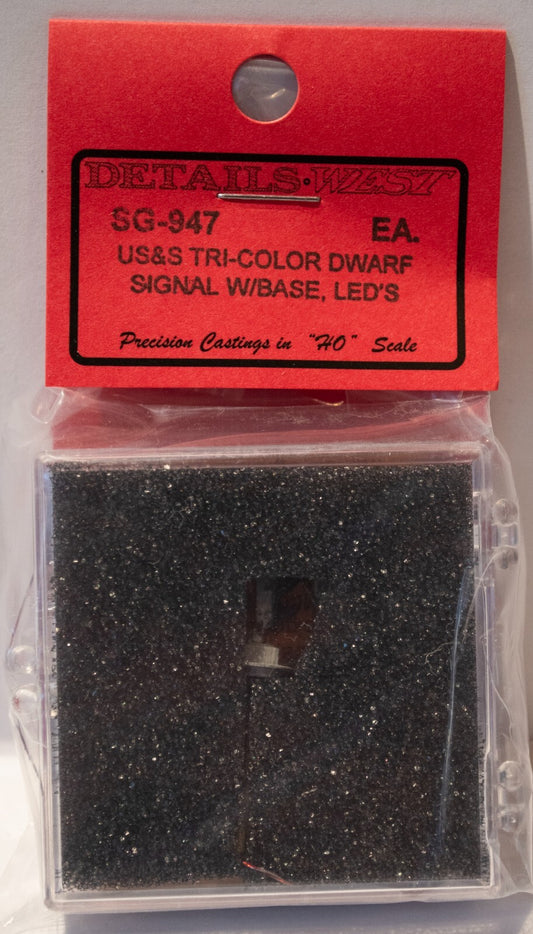 DETAILS·WEST
SG-947 EA.
US&S TRI-COLOR DWARF
SIGNAL W/BASE, LED'S
Precision Castings in "HO" Scale